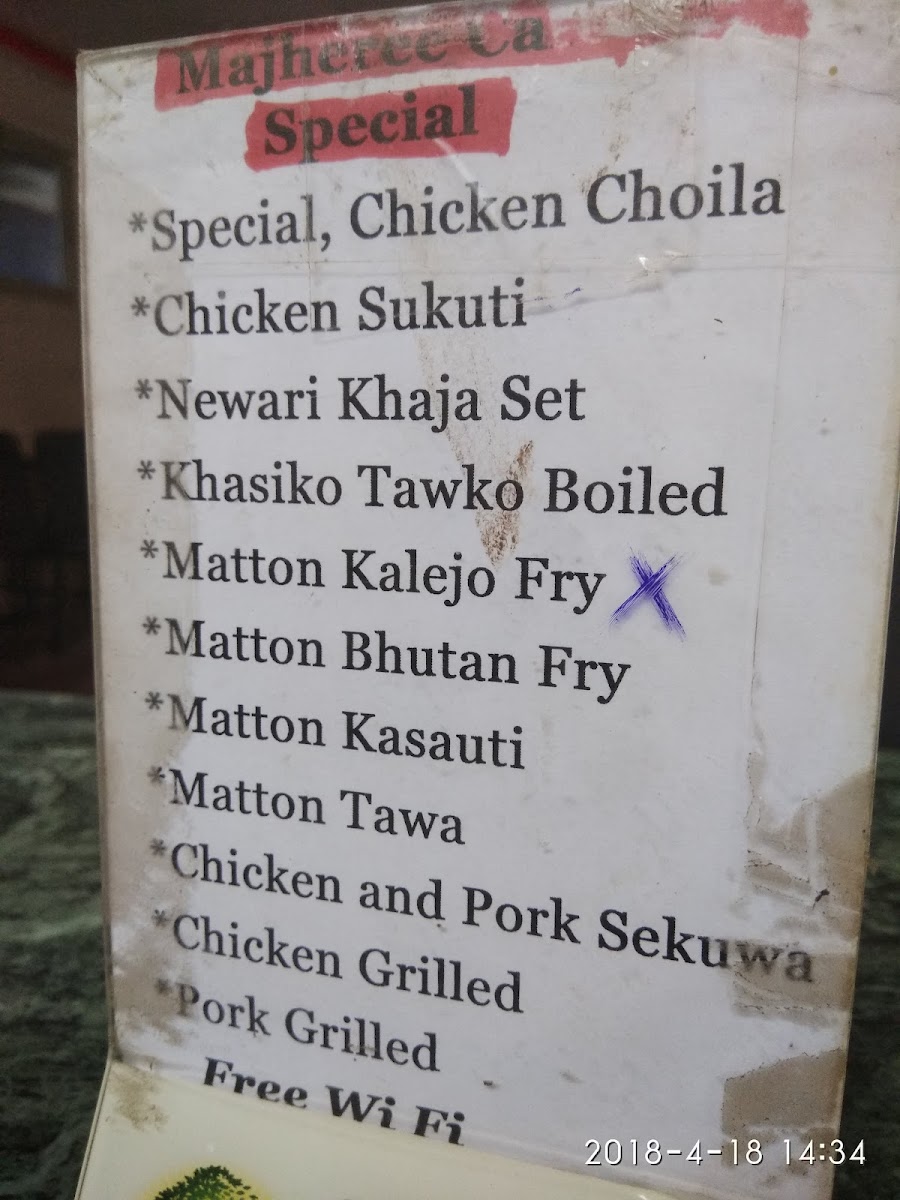 Majheree Ca
Special
*Special, Chicken Choila
*Chicken Sukuti
*Newari Khaja Set
*Khasiko Tawko Boiled
*Matton Kalejo Fry X
*Matton Bhutan Fry
*Matton Kasauti
*Matton Tawa
*Chicken and Pork Sekuwa
*Chicken Grilled
*Pork Grilled
Free Wi Fi
2018-4-18 14:34